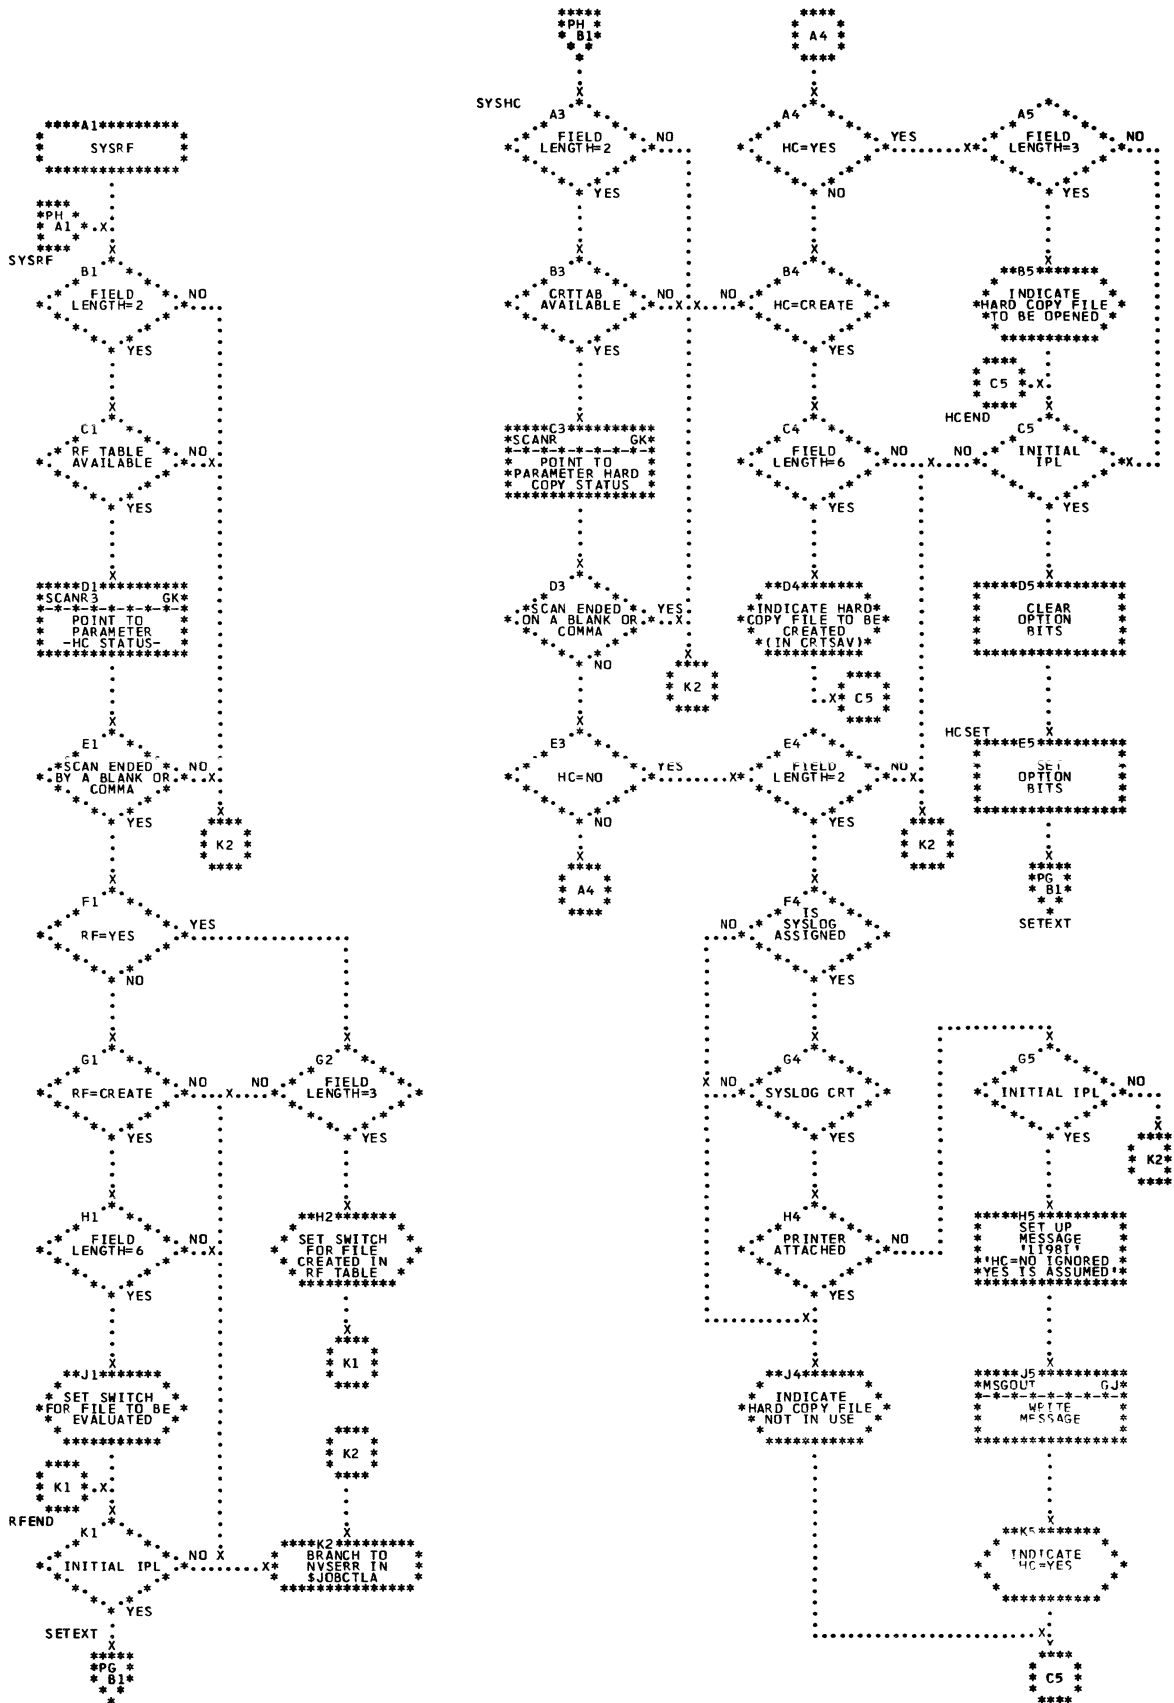 A1
SYSRF
PH
A1
SYSRF
B1
FIELD
LENGTH=2
NO
YES
C1
RF TABLE
AVAILABLE
NO
YES
D1
SCANR3 GK
POINT TO
PARAMETER
-HC STATUS-
E1
SCAN ENDED
BY A BLANK OR
COMMA
NO
YES
K2
F1
RF=YES
YES
NO
G1
RF=CREATE
NO
YES
G2
FIELD
LENGTH=3
NO
YES
H1
FIELD
LENGTH=6
NO
YES
H2
SET SWITCH
FOR FILE
CREATED IN
RF TABLE
K1
J1
SET SWITCH
FOR FILE TO BE
EVALUATED
K2
K1
RFEND
K1
INITIAL IPL
NO
YES
K2
BRANCH TO
NVSERR IN
$JOBCTLA
SETEXT
PG
B1
PH
B1
SYSHC
A3
FIELD
LENGTH=2
NO
YES
B3
CRTTAB
AVAILABLE
NO
YES
C3
SCANR GK
POINT TO
PARAMETER HARD
COPY STATUS
D3
SCAN ENDED
ON A BLANK OR
COMMA
YES
NO
K2
E3
HC=NO
YES
NO
A4
A4
A4
HC=YES
YES
NO
B4
HC=CREATE
NO
YES
C4
FIELD
LENGTH=6
NO
YES
D4
INDICATE HARD
COPY FILE TO BE
CREATED
(IN CRTSAV)
C5
E4
FIELD
LENGTH=2
NO
YES
K2
F4
IS
SYSLOG
ASSIGNED
NO
YES
G4
SYSLOG CRT
NO
YES
H4
PRINTER
ATTACHED
NO
YES
J4
INDICATE
HARD COPY FILE
NOT IN USE
A5
FIELD
LENGTH=3
NO
YES
B5
INDICATE
HARD COPY FILE
TO BE OPENED
C5
HCEND
C5
INITIAL
IPL
NO
YES
D5
CLEAR
OPTION
BITS
HCSET
E5
SET
OPTION
BITS
PG
B1
SETEXT
G5
INITIAL IPL
NO
YES
K2
H5
SET UP
MESSAGE
'1I98I'
'HC=NO IGNORED
YES IS ASSUMED'
J5
MSGOUT GJ
WRITE
MESSAGE
K5
INDICATE
HC=YES
C5